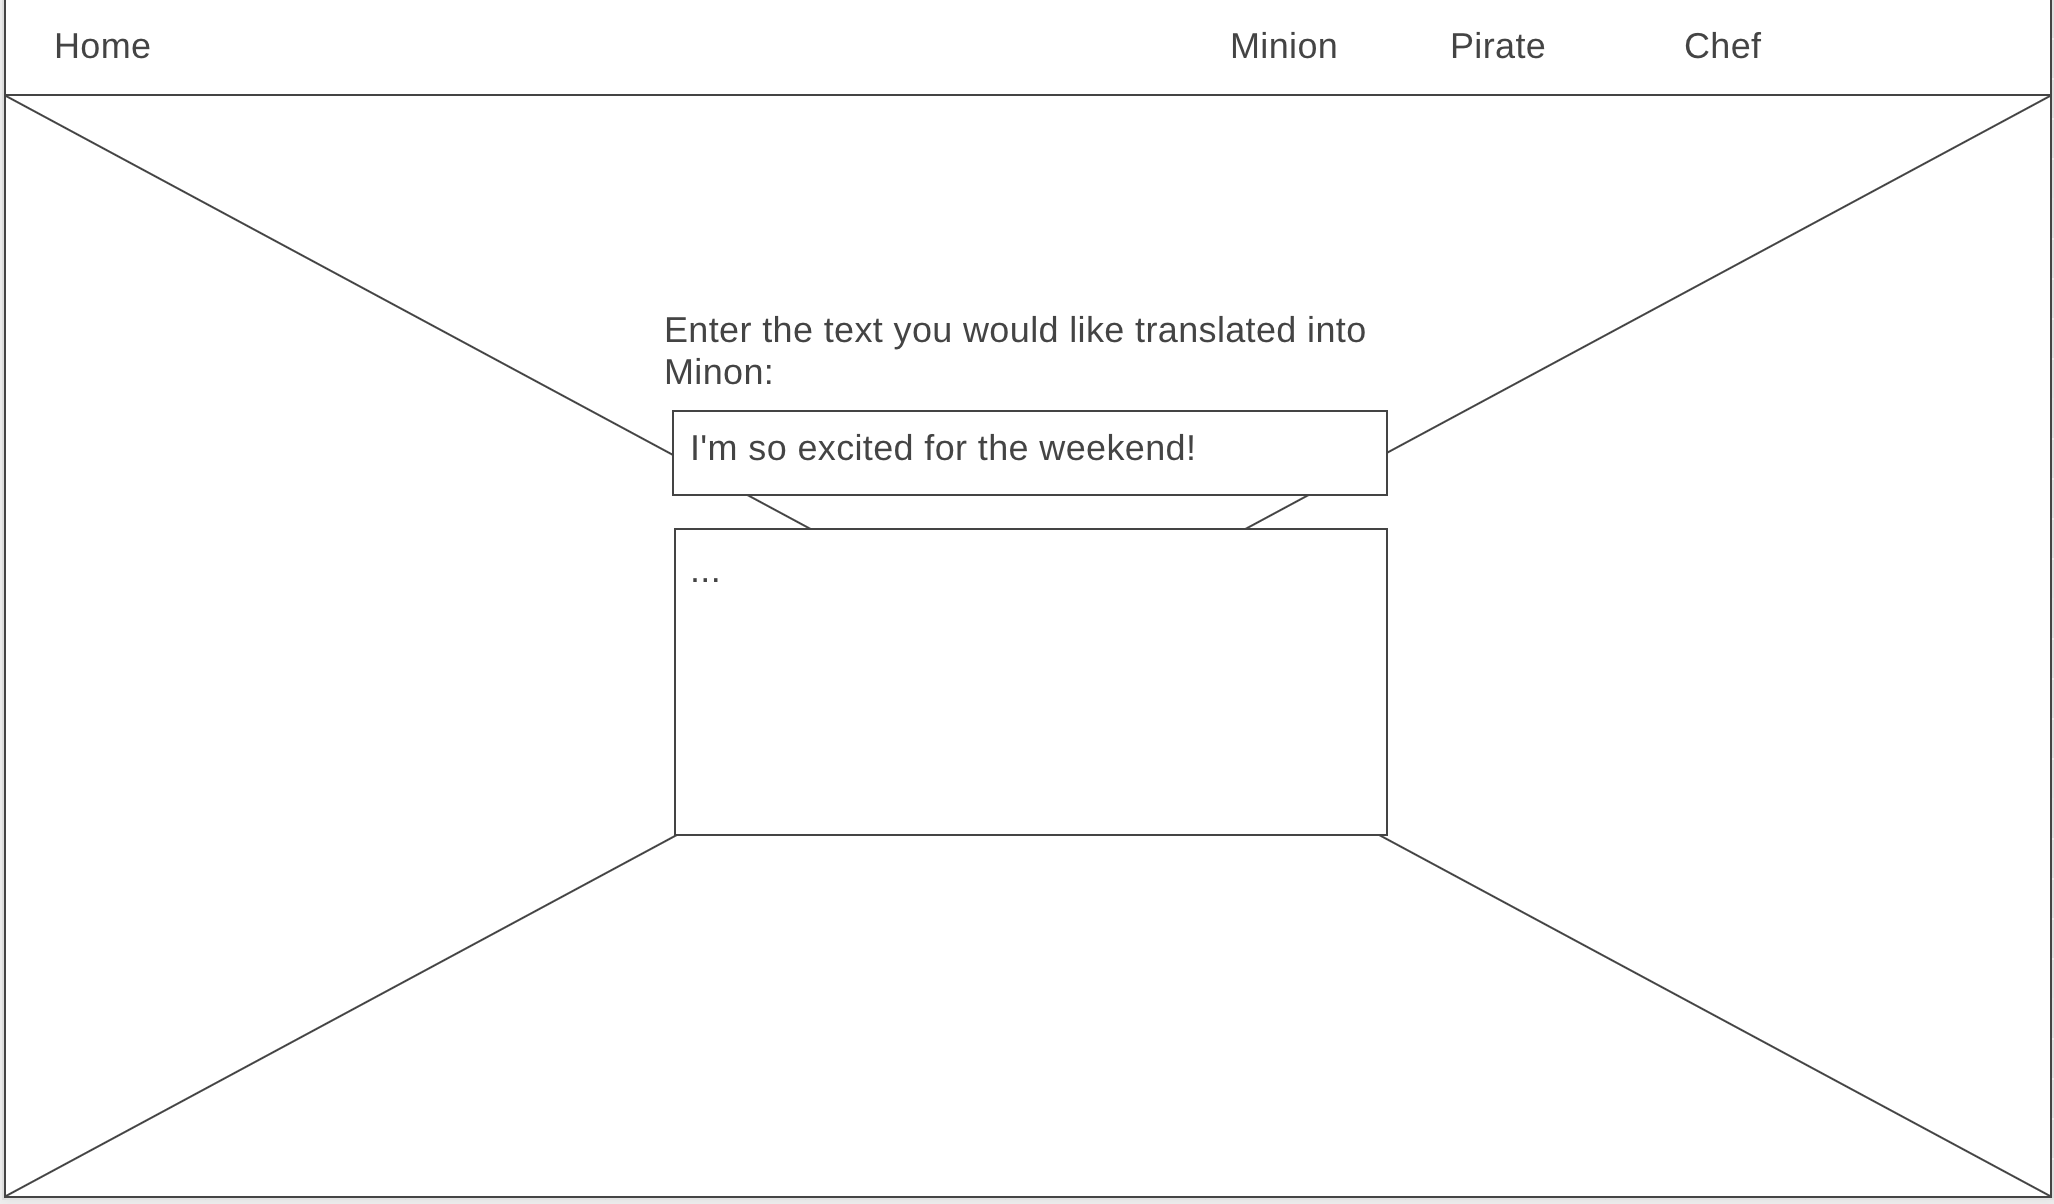 Home Minion Pirate Chef
Enter the text you would like translated into
Minon:
I'm so excited for the weekend!
...